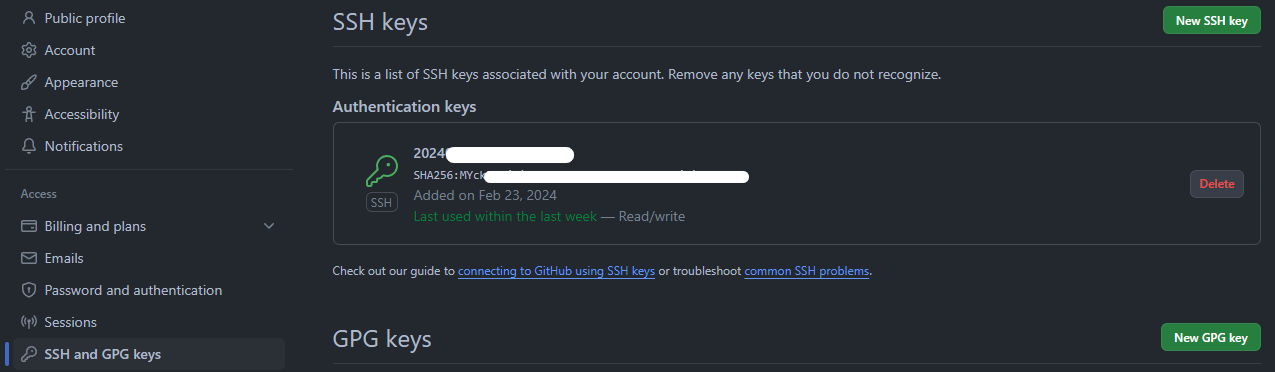 Public profile
Account
Appearance
Accessibility
Notifications
Access
Billing and plans
Emails
Password and authentication
Sessions
SSH and GPG keys
SSH keys
New SSH key
This is a list of SSH keys associated with your account. Remove any keys that you do not recognize.
Authentication keys
2024
SHA256:MYck
SSH
Added on Feb 23, 2024
Last used within the last week — Read/write
Delete
Check out our guide to connecting to GitHub using SSH keys or troubleshoot common SSH problems.
GPG keys
New GPG key